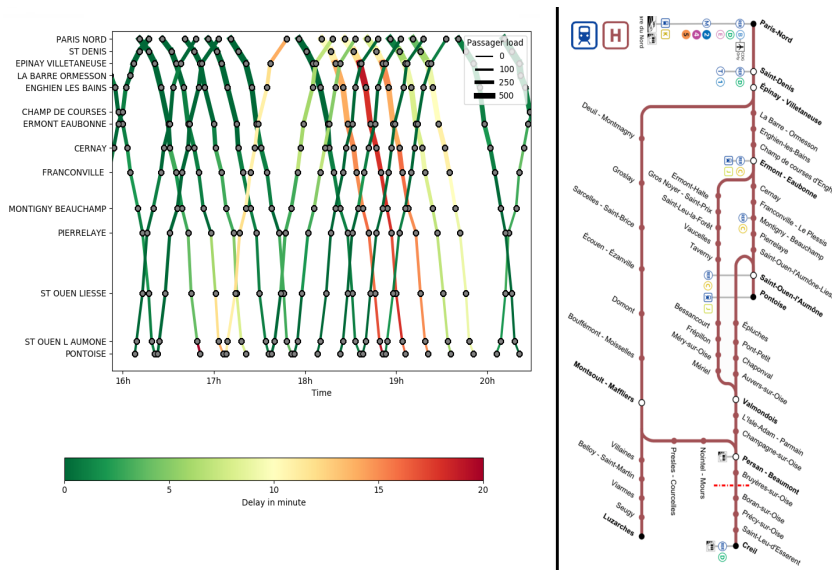 PARIS NORD
ST DENIS
EPINAY VILLETANEUSE
LA BARRE ORMESSON
ENGHIEN LES BAINS
CHAMP DE COURSES
ERMONT EAUBONNE
CERNAY
FRANCONVILLE
MONTIGNY BEAUCHAMP
PIERRELAYE
ST OUEN LIESSE
ST OUEN L AUMONE
PONTOISE
16h
17h
18h
19h
20h
Time
Passager load
0
100
250
500
0
5
10
15
20
Delay in minute
H
Paris-Nord
Saint-Denis
Épinay - Villetaneuse
La Barre - Ormesson
Enghien-les-Bains
Champ de courses d'Engh
Ermont - Eaubonne
Cernay
Franconville - Le Plessis
Montigny - Beauchamp
Pierrelaye
Saint-Ouen-l'Aumône-Lies
Saint-Ouen-l'Aumône
Pontoise
Deuil - Montmagny
Groslay
Sarcelles - Saint-Brice
Écouen - Ézanville
Domont
Bouffémont - Moisselles
Montsoult - Maffliers
Villaines
Belloy - Saint-Martin
Viarmes
Seugy
Luzarches
Ermont-Halte
Gros Noyer - Saint-Prix
Saint-Leu-la-Forêt
Vaucelles
Taverny
Bessancourt
Frépillon
Méry-sur-Oise
Mériel
Épluches
Pont-Petit
Chaponval
Auvers-sur-Oise
Valmondois
L'Isle-Adam - Parmain
Champagne-sur-Oise
Persan - Beaumont
Nointel - Mours
Presles - Courcelles
Bruyères-sur-Oise
Boran-sur-Oise
Précy-sur-Oise
Saint-Leu-d'Esserent
Creil